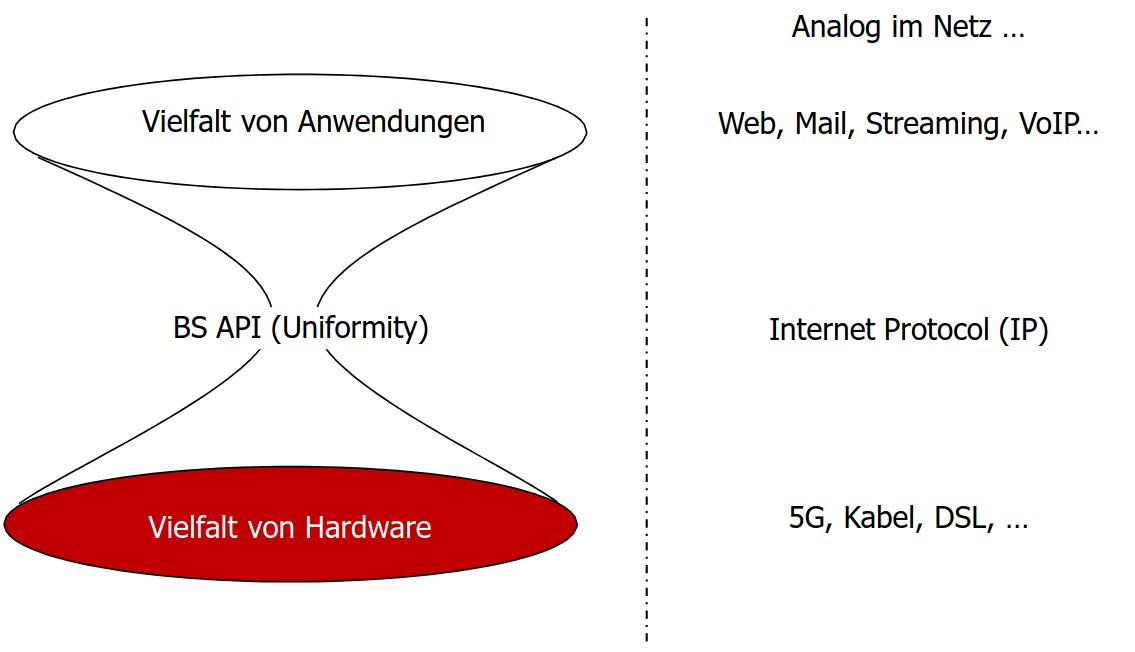 Analog im Netz ...
Vielfalt von Anwendungen
Web, Mail, Streaming, VoIP...
BS API (Uniformity)
Internet Protocol (IP)
Vielfalt von Hardware
5G, Kabel, DSL, ...